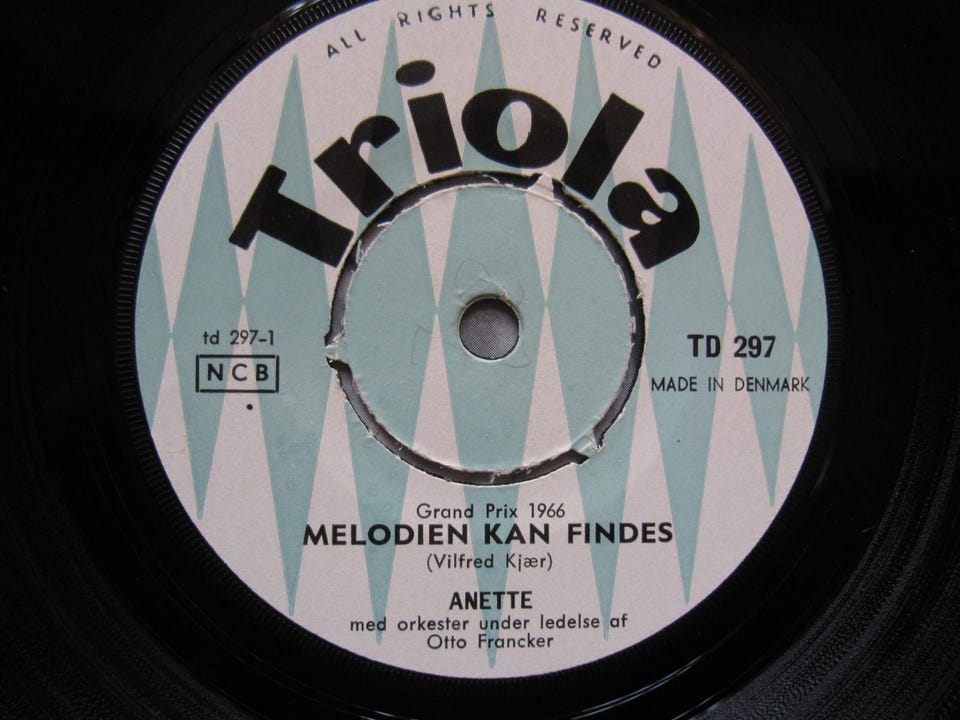 ALL RIGHTS RESERVED
Triola
td 297-1
NCB
TD 297
MADE IN DENMARK
Grand Prix 1966
MELODIEN KAN FINDES
(Vilfred Kjær)
ANETTE
med orkester under ledelse af
Otto Francker